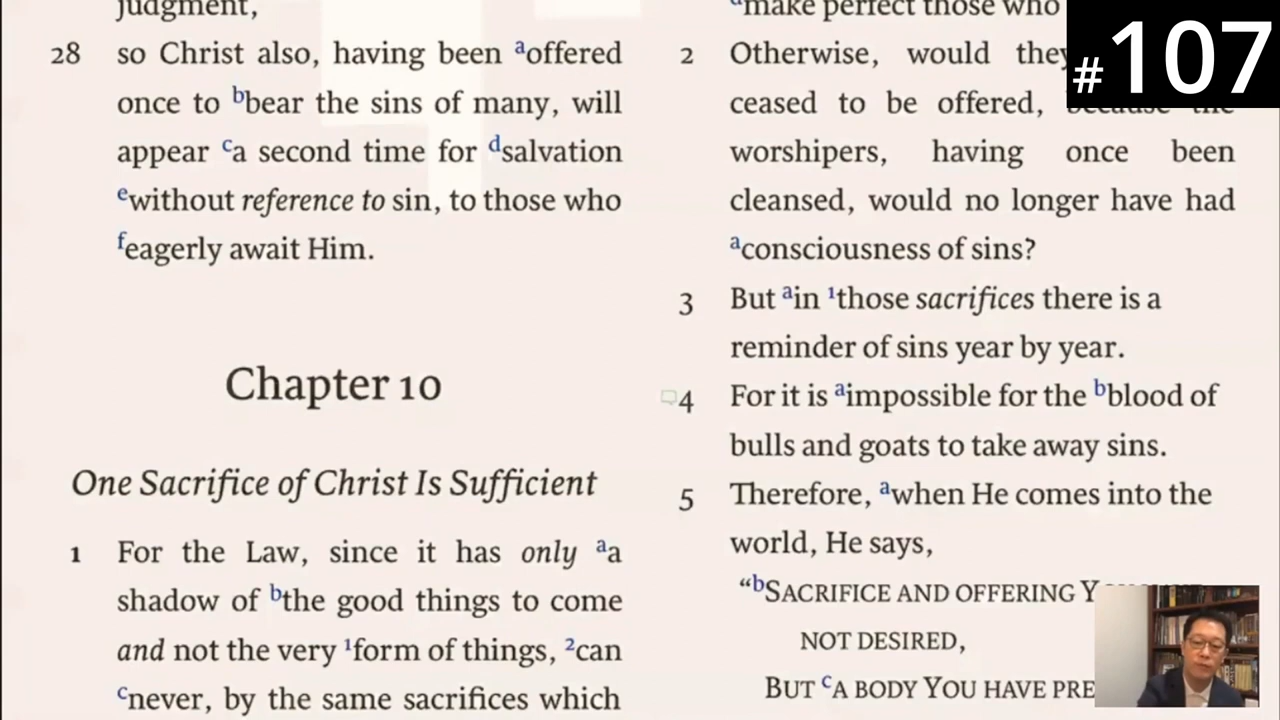 judgment,
28 so Christ also, having been ᵃoffered
once to ᵇbear the sins of many, will
appear ᶜa second time for ᵈsalvation
ᵉwithout reference to sin, to those who
ᶠeagerly await Him.
Chapter 10
One Sacrifice of Christ Is Sufficient
1 For the Law, since it has only ᵃa
shadow of ᵇthe good things to come
and not the very ¹form of things, ²can
ᶜnever, by the same sacrifices which
ᵈmake perfect those who
2 Otherwise, would they
ceased to be offered, because the
worshipers, having once been
cleansed, would no longer have had
ᵃconsciousness of sins?
3 But ᵃin ¹those sacrifices there is a
reminder of sins year by year.
4 For it is ᵃimpossible for the ᵇblood of
bulls and goats to take away sins.
5 Therefore, ᵃwhen He comes into the
world, He says,
“ᵇSACRIFICE AND OFFERING Y
NOT DESIRED,
BUT ᶜA BODY YOU HAVE PRE
#107